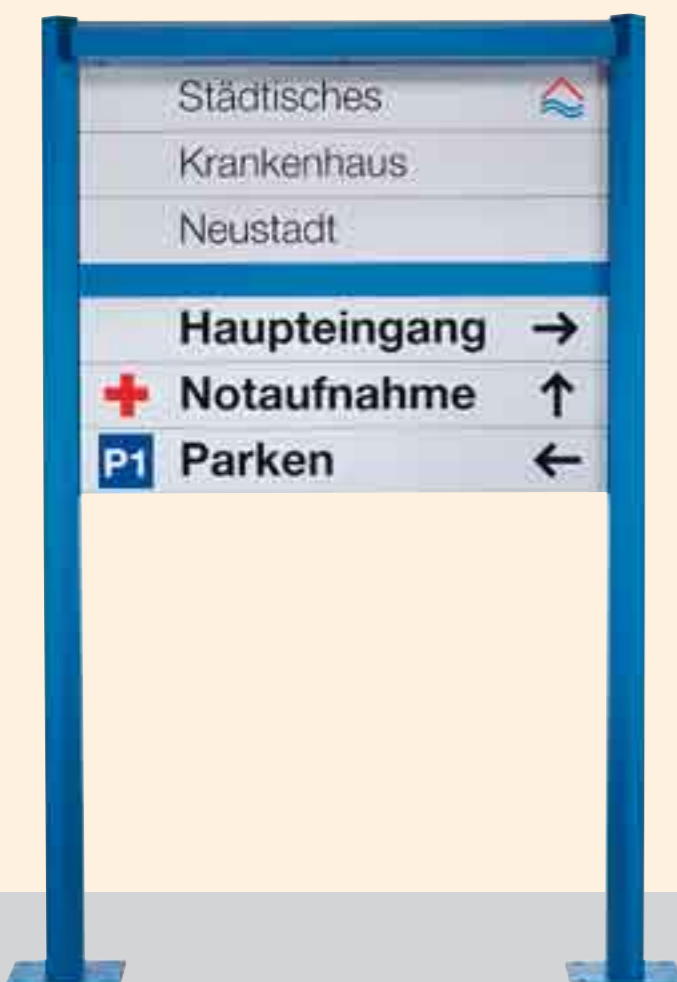 Städtisches
Krankenhaus
Neustadt
Haupteingang →
Notaufnahme ↑
P1 Parken ←